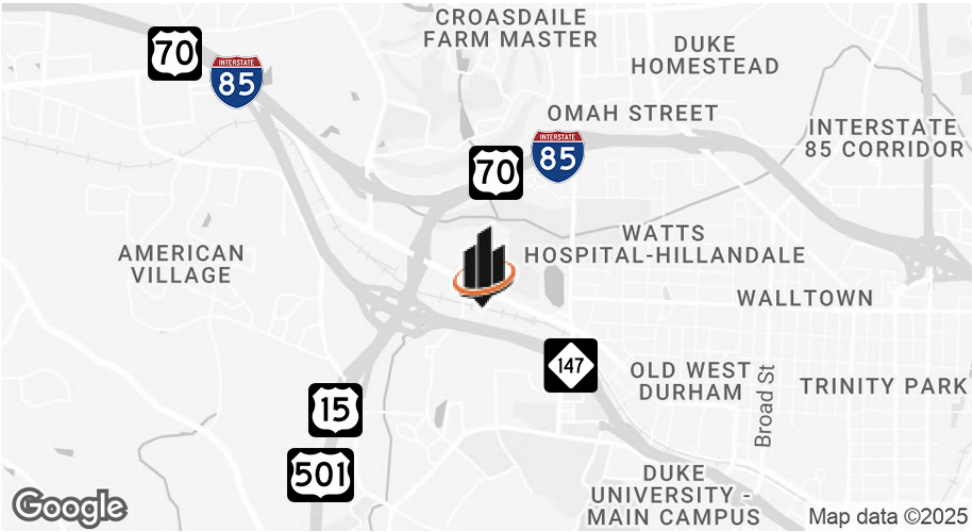 CROASDAILE
FARM MASTER
70
INTERSTATE
85
DUKE
HOMESTEAD
OMAH STREET
INTERSTATE
85 CORRIDOR
INTERSTATE
85
70
AMERICAN
VILLAGE
WATTS
HOSPITAL-HILLANDALE
WALLTOWN
147
OLD WEST
DURHAM
Broad St
TRINITY PARK
15
501
DUKE
UNIVERSITY -
MAIN CAMPUS
Google
Map data ©2025